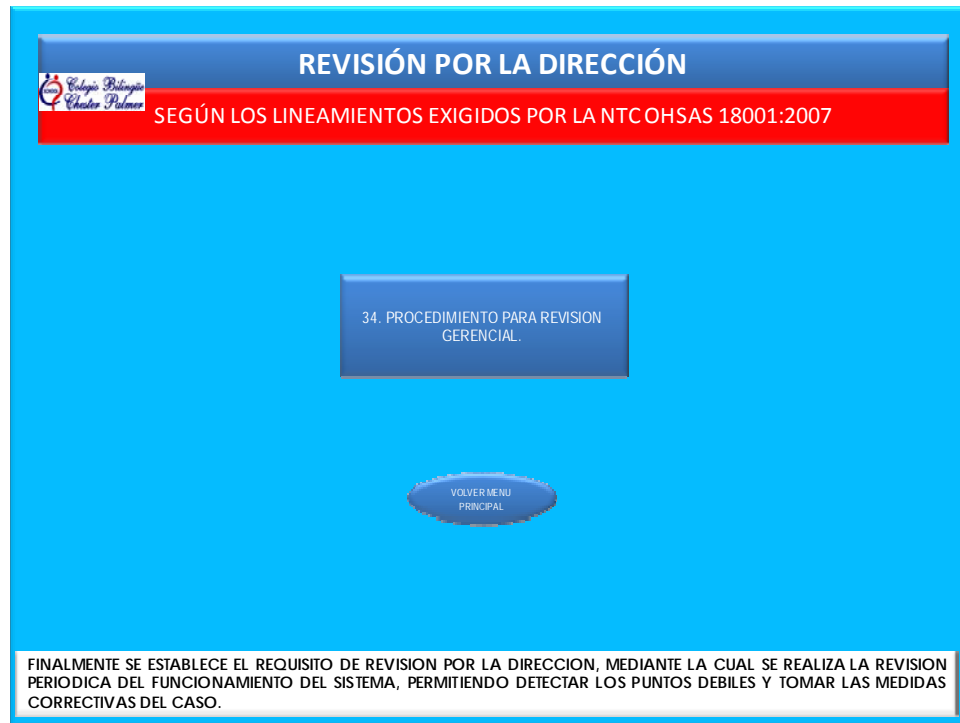 REVISIÓN POR LA DIRECCIÓN
Colegio Bilingüe
Chester Palmer
SCHOOL
SEGÚN LOS LINEAMIENTOS EXIGIDOS POR LA NTC OHSAS 18001:2007
34. PROCEDIMIENTO PARA REVISION
GERENCIAL.
VOLVER MENU
PRINCIPAL
FINALMENTE SE ESTABLECE EL REQUISITO DE REVISION POR LA DIRECCION, MEDIANTE LA CUAL SE REALIZA LA REVISION
PERIODICA DEL FUNCIONAMIENTO DEL SISTEMA, PERMITIENDO DETECTAR LOS PUNTOS DEBILES Y TOMAR LAS MEDIDAS
CORRECTIVAS DEL CASO.